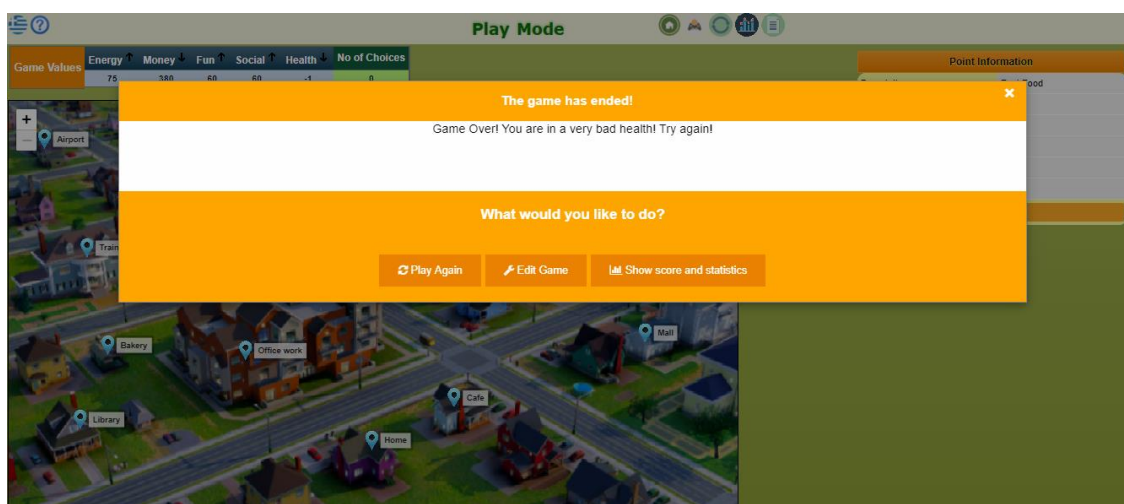 Play Mode
Game Values
Energy Money Fun Social Health No of Choices
75 380 60 60 -1 0
Point Information
Food
The game has ended!
Game Over! You are in a very bad health! Try again!
What would you like to do?
Play Again Edit Game Show score and statistics
Airport
Train
Bakery
Office work
Mall
Cafe
Library
Home